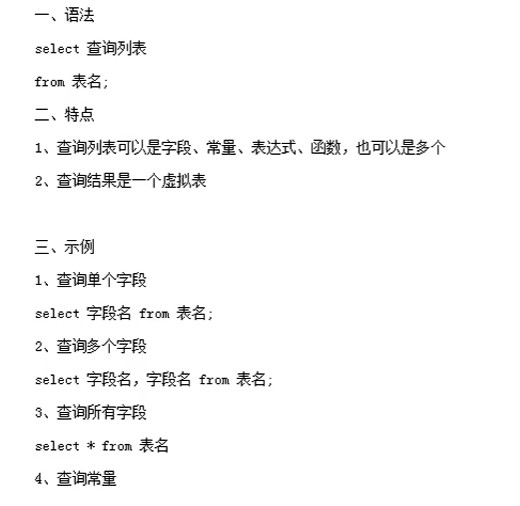 一、语法
select 查询列表
from 表名;
二、特点
1、查询列表可以是字段、常量、表达式、函数，也可以是多个
2、查询结果是一个虚拟表
三、示例
1、查询单个字段
select 字段名 from 表名;
2、查询多个字段
select 字段名，字段名 from 表名;
3、查询所有字段
select * from 表名
4、查询常量